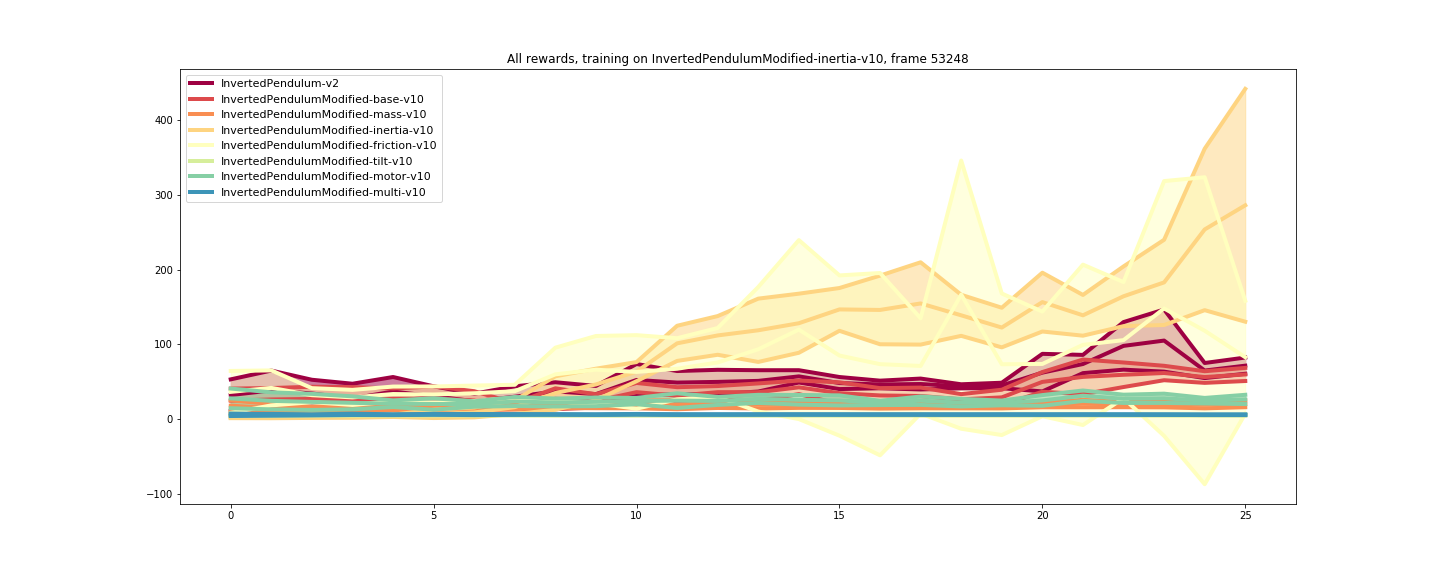 All rewards, training on InvertedPendulumModified-inertia-v10, frame 53248
InvertedPendulum-v2
InvertedPendulumModified-base-v10
InvertedPendulumModified-mass-v10
InvertedPendulumModified-inertia-v10
InvertedPendulumModified-friction-v10
InvertedPendulumModified-tilt-v10
InvertedPendulumModified-motor-v10
InvertedPendulumModified-multi-v10
400
300
200
100
0
−100
0 5 10 15 20 25